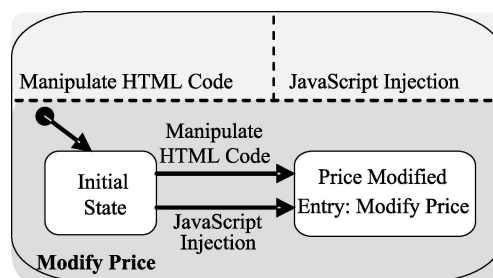 Manipulate HTML Code
JavaScript Injection
Manipulate
HTML Code
Initial
State
Price Modified
Entry: Modify Price
JavaScript
Injection
Modify Price